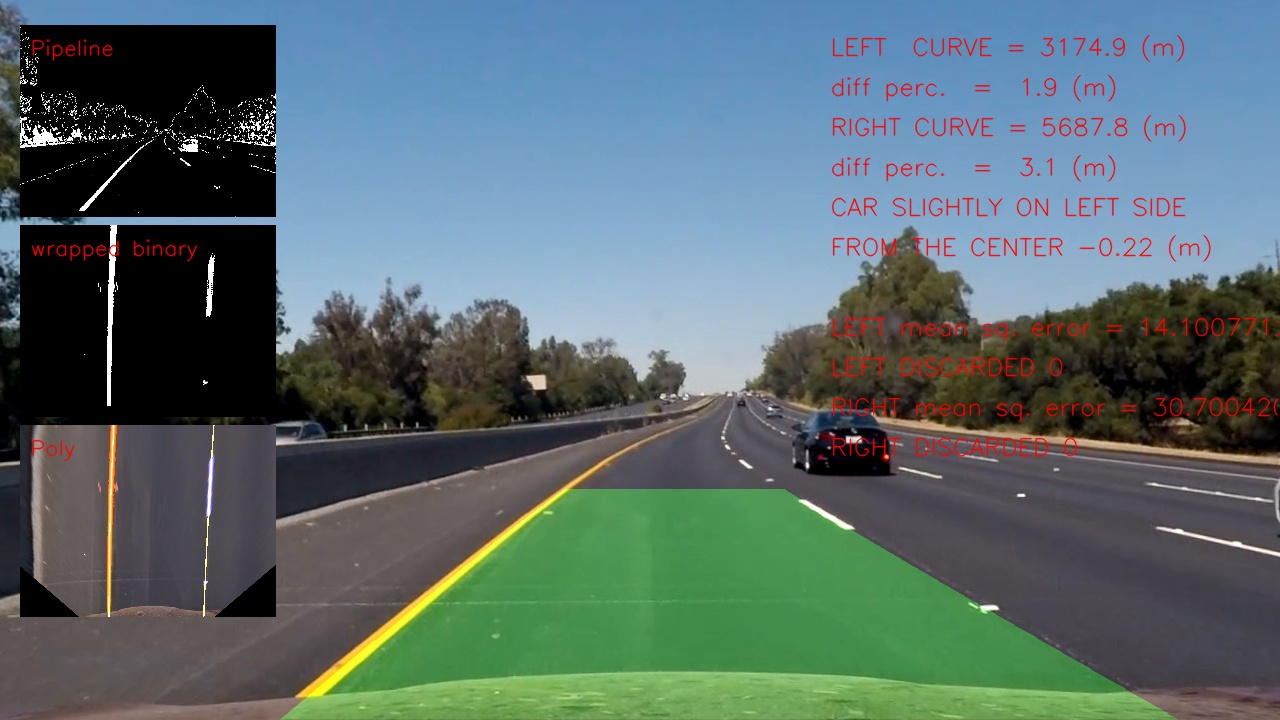 Pipeline
wrapped binary
Poly
LEFT CURVE = 3174.9 (m)
diff perc. = 1.9 (m)
RIGHT CURVE = 5687.8 (m)
diff perc. = 3.1 (m)
CAR SLIGHTLY ON LEFT SIDE
FROM THE CENTER -0.22 (m)
LEFT mean sq. error = 14.100771
LEFT DISCARDED 0
RIGHT mean sq. error = 30.700420
RIGHT DISCARDED 0